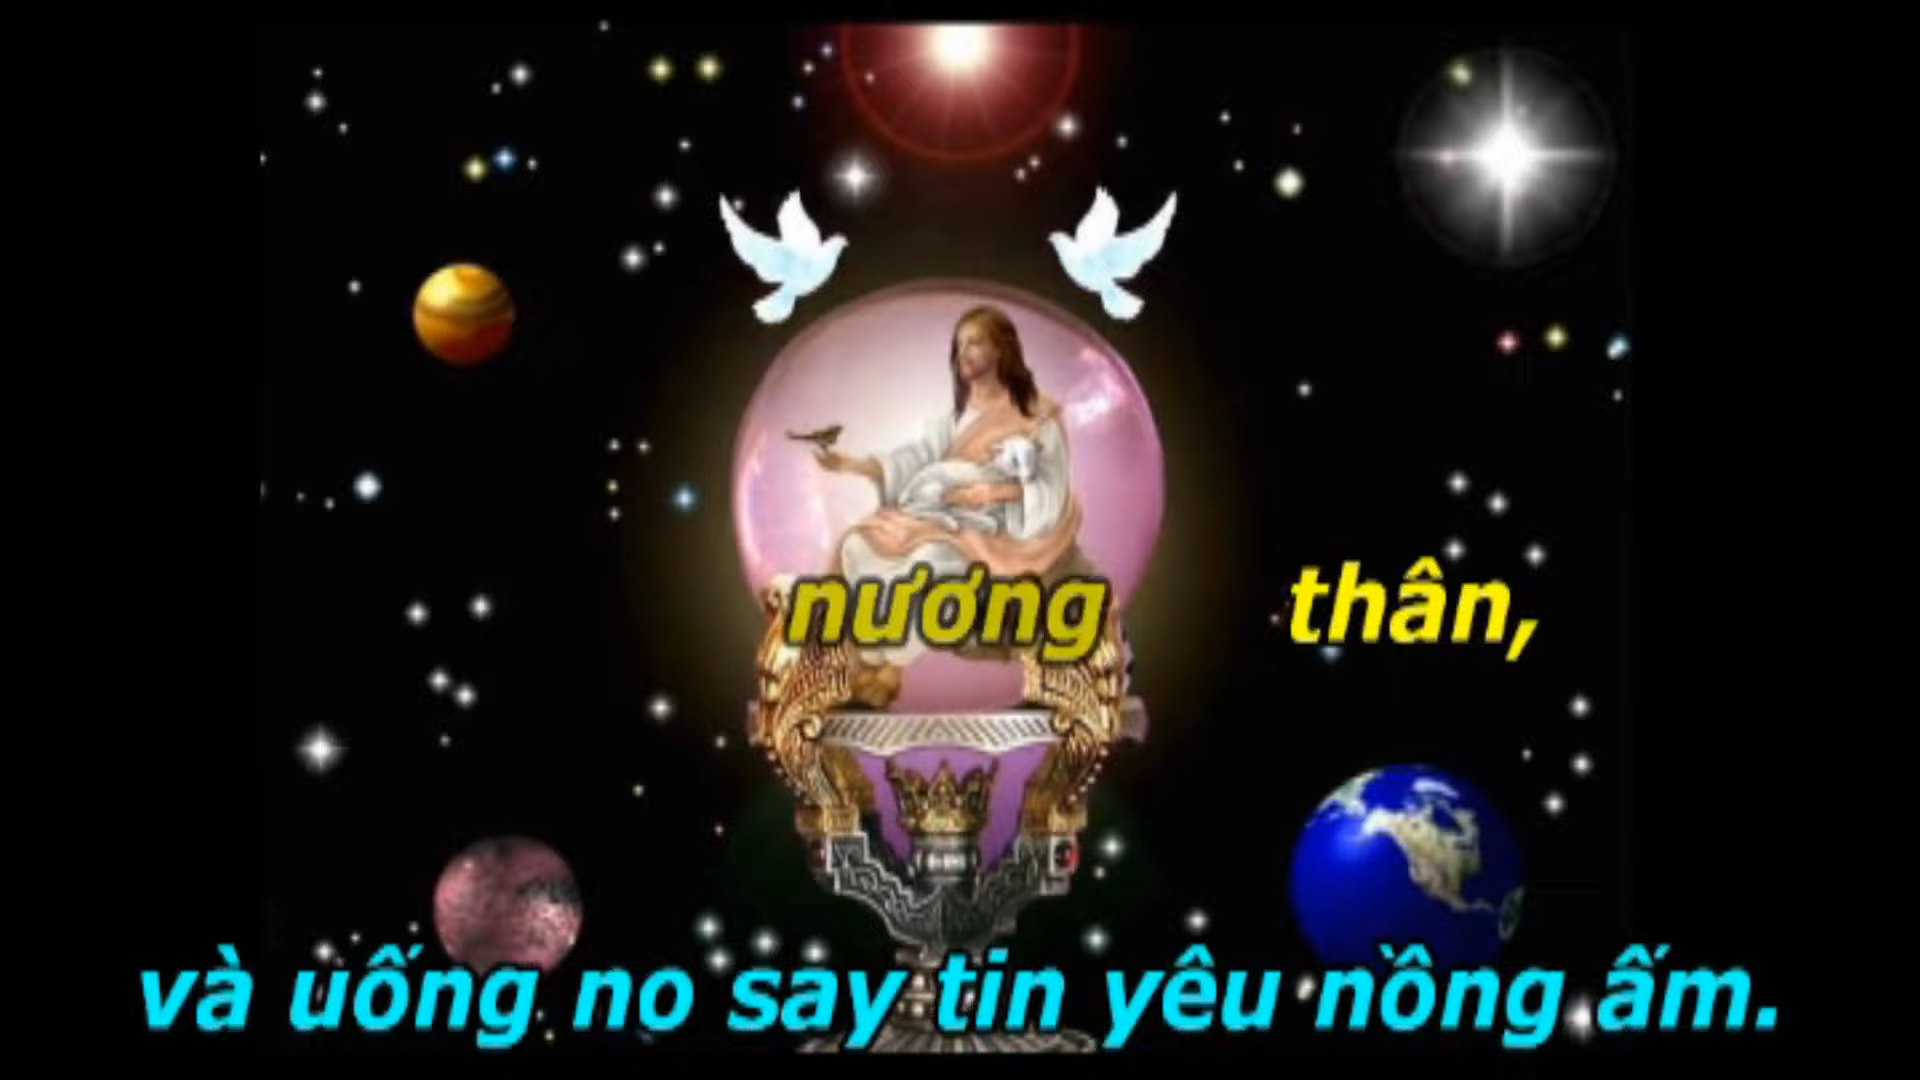 nương thân,
và uống no say tin yêu nồng ấm.